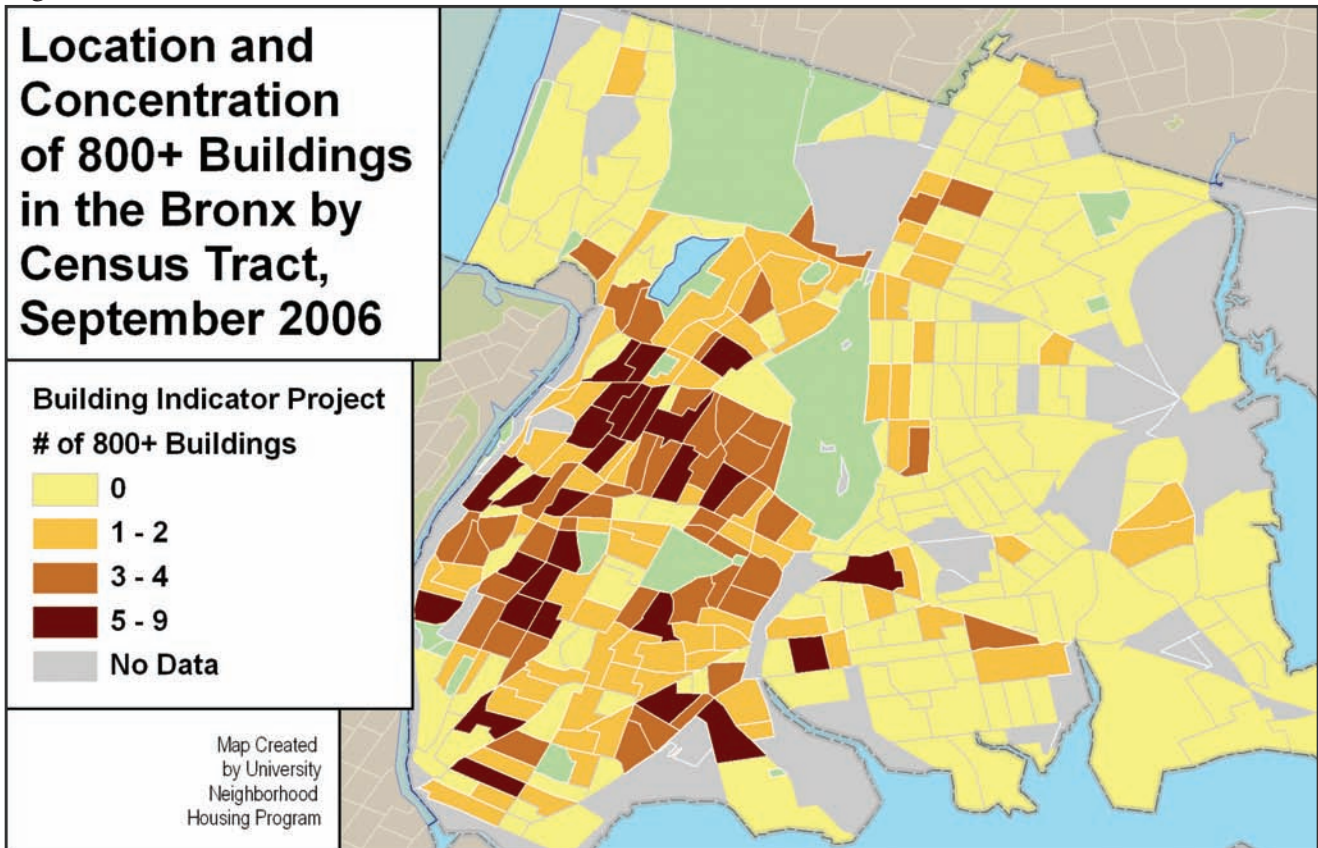 Location and
Concentration
of 800+ Buildings
in the Bronx by
Census Tract,
September 2006
Building Indicator Project
# of 800+ Buildings
0
1 - 2
3 - 4
5 - 9
No Data
Map Created
by University
Neighborhood
Housing Program